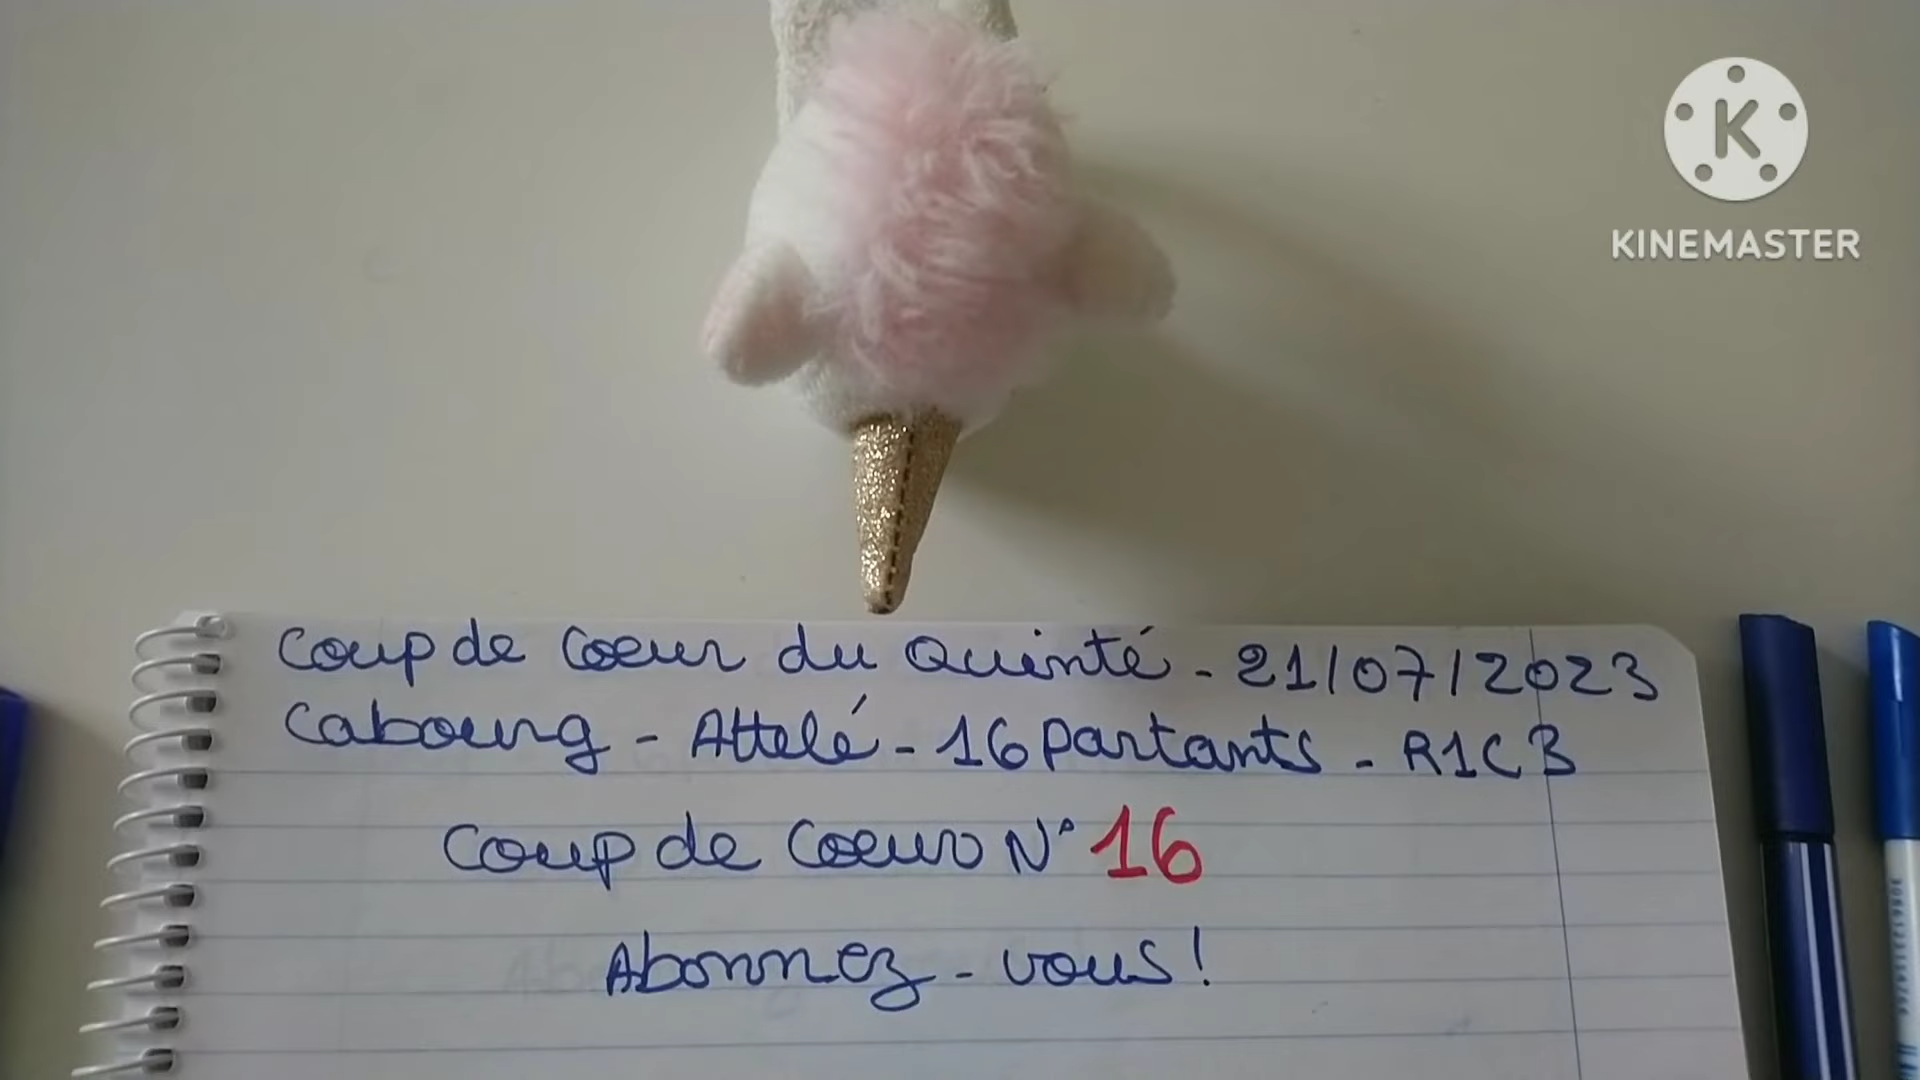 K
KINEMASTER
Coup de Coeur du Quinté - 21/07/2023
Cabourg - Attelé - 16 Partants - R1C3
Coup de Coeur N° 16
Abonnez-vous !